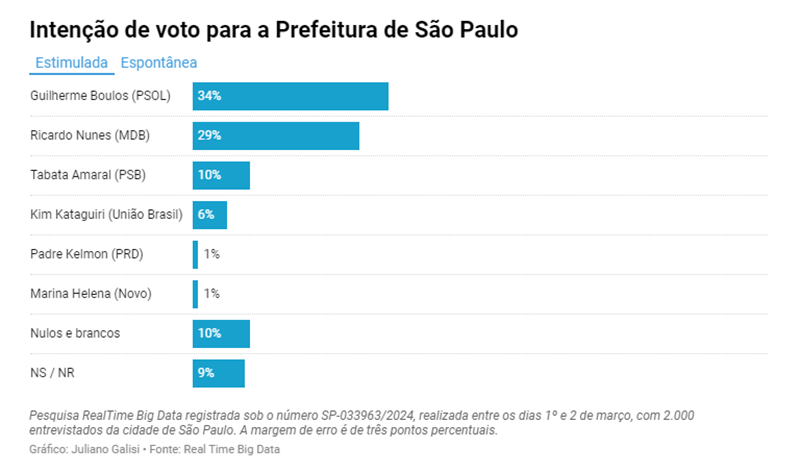 Intenção de voto para a Prefeitura de São Paulo
Estimulada Espontânea
Guilherme Boulos (PSOL) 34%
Ricardo Nunes (MDB) 29%
Tabata Amaral (PSB) 10%
Kim Kataguiri (União Brasil) 6%
Padre Kelmon (PRD) 1%
Marina Helena (Novo) 1%
Nulos e brancos 10%
NS / NR 9%
Pesquisa RealTime Big Data registrada sob o número SP-033963/2024, realizada entre os dias 1º e 2 de março, com 2.000
entrevistados da cidade de São Paulo. A margem de erro é de três pontos percentuais.
Gráfico: Juliano Galisi • Fonte: Real Time Big Data